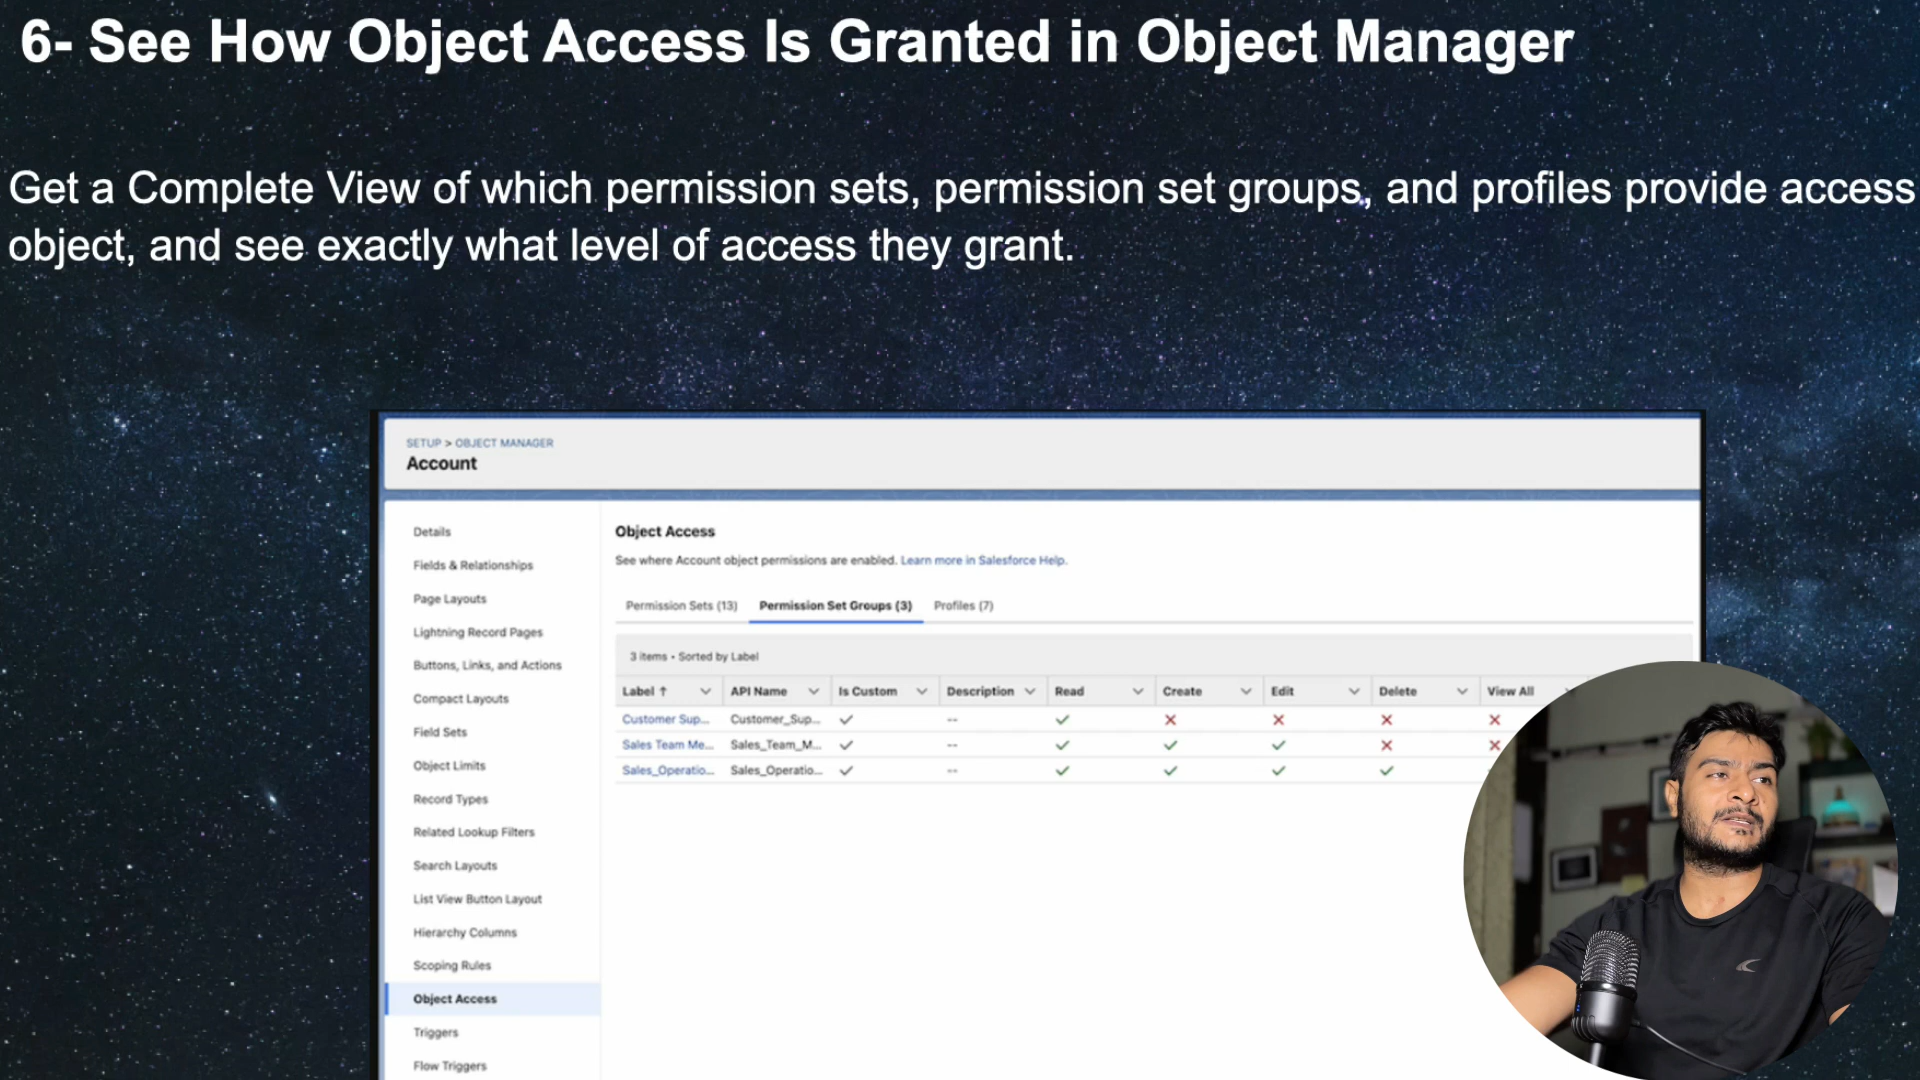 6- See How Object Access Is Granted in Object Manager
Get a Complete View of which permission sets, permission set groups, and profiles provide access
object, and see exactly what level of access they grant.
SETUP > OBJECT MANAGER
Account
Details
Fields & Relationships
Page Layouts
Lightning Record Pages
Buttons, Links, and Actions
Compact Layouts
Field Sets
Object Limits
Record Types
Related Lookup Filters
Search Layouts
List View Button Layout
Hierarchy Columns
Scoping Rules
Object Access
Triggers
Flow Triggers
Object Access
See where Account object permissions are enabled. Learn more in Salesforce Help.
Permission Sets (13) Permission Set Groups (3) Profiles (7)
3 items • Sorted by Label
Label ↑ API Name Is Custom Description Read Create Edit Delete View All
Customer Sup... Customer_Sup... --
Sales Team Me... Sales_Team_M... --
Sales_Operatio... Sales_Operatio... --